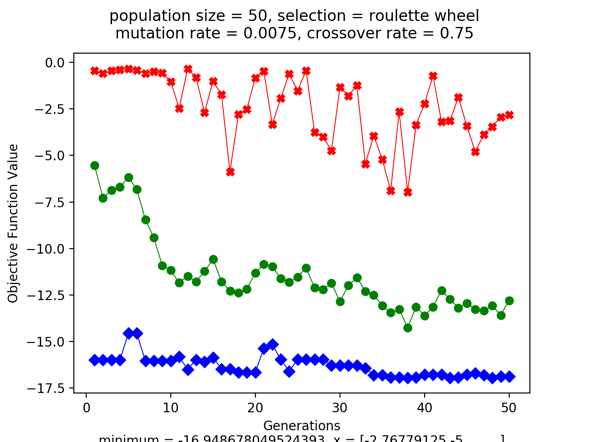 population size = 50, selection = roulette wheel
mutation rate = 0.0075, crossover rate = 0.75
0.0
−2.5
−5.0
−7.5
−10.0
−12.5
−15.0
−17.5
Objective Function Value
0 10 20 30 40 50
Generations
minimum = -16.948678049524393, x = [-2.76779125 -5. ]